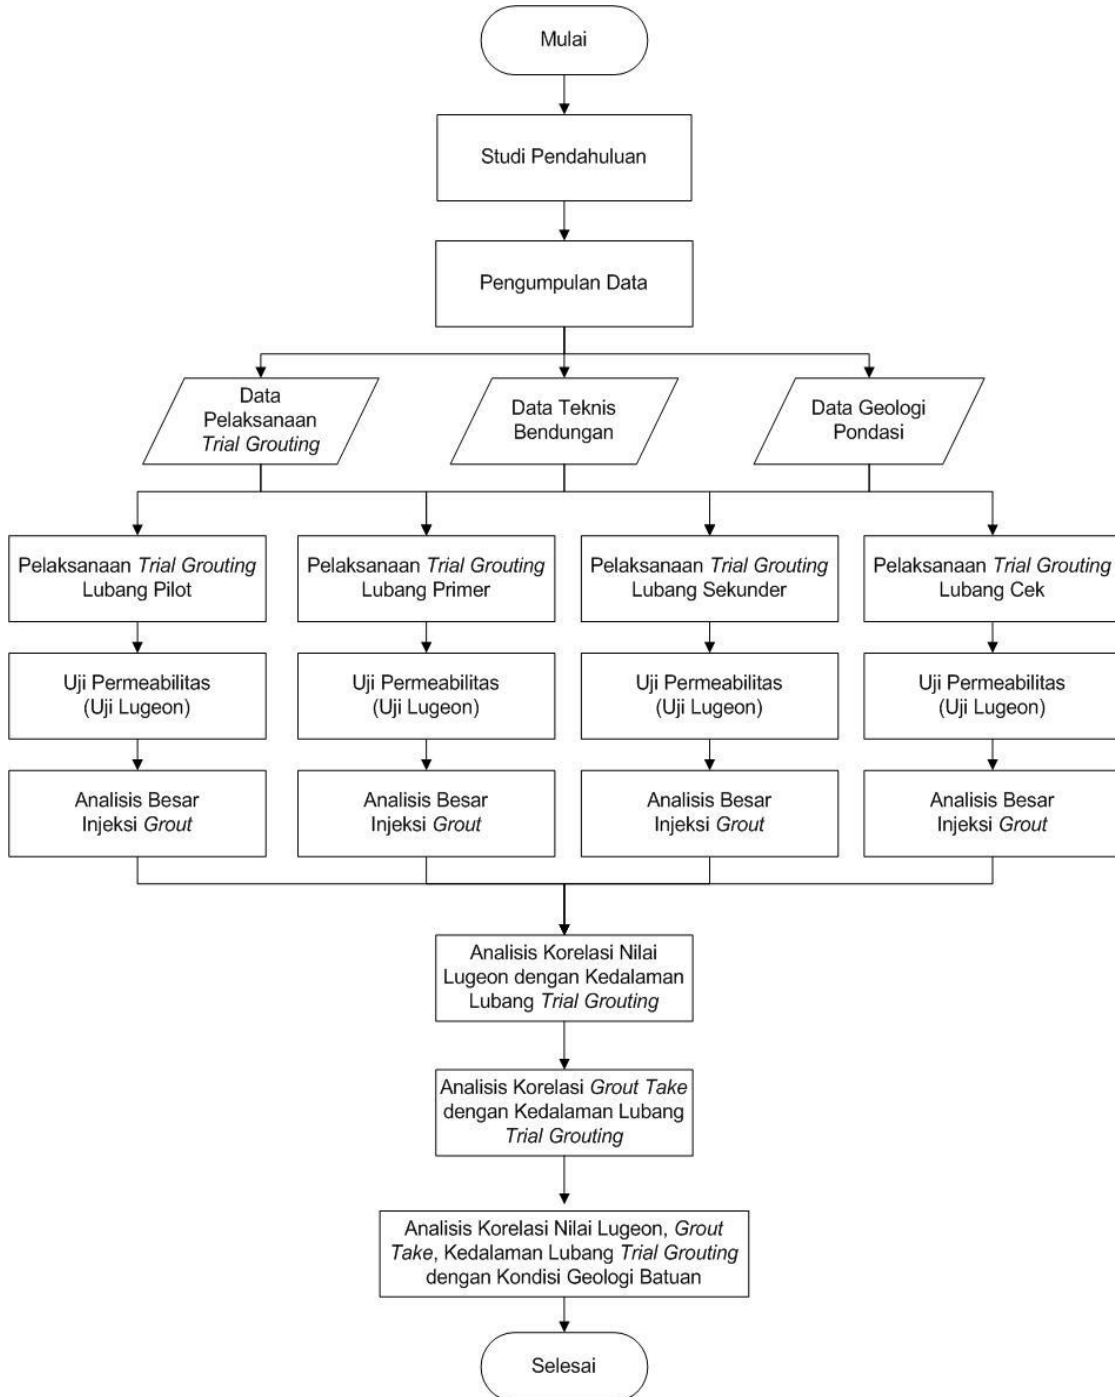 Mulai
Studi Pendahuluan
Pengumpulan Data
Data
Pelaksanaan
Trial Grouting
Data Teknis
Bendungan
Data Geologi
Pondasi
Pelaksanaan Trial Grouting
Lubang Pilot
Pelaksanaan Trial Grouting
Lubang Primer
Pelaksanaan Trial Grouting
Lubang Sekunder
Pelaksanaan Trial Grouting
Lubang Cek
Uji Permeabilitas
(Uji Lugeon)
Uji Permeabilitas
(Uji Lugeon)
Uji Permeabilitas
(Uji Lugeon)
Uji Permeabilitas
(Uji Lugeon)
Analisis Besar
Injeksi Grout
Analisis Besar
Injeksi Grout
Analisis Besar
Injeksi Grout
Analisis Besar
Injeksi Grout
Analisis Korelasi Nilai
Lugeon dengan Kedalaman
Lubang Trial Grouting
Analisis Korelasi Grout Take
dengan Kedalaman Lubang
Trial Grouting
Analisis Korelasi Nilai Lugeon, Grout
Take, Kedalaman Lubang Trial Grouting
dengan Kondisi Geologi Batuan
Selesai